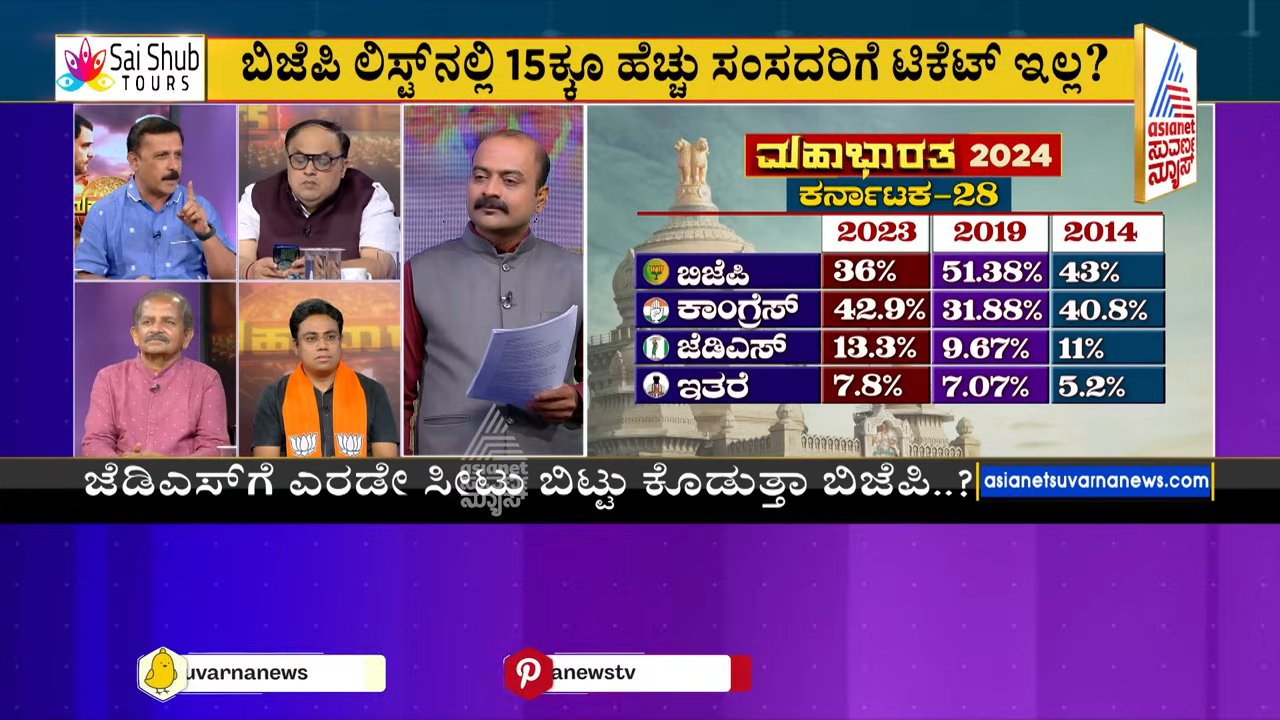 Sai Shub
TOURS
ಬಿಜೆಪಿ ಲಿಸ್ಟ್‌ನಲ್ಲಿ 15ಕ್ಕೂ ಹೆಚ್ಚು ಸಂಸದರಿಗೆ ಟಿಕೆಟ್ ಇಲ್ಲ?
asianet
ಸುವರ್ಣ
ನ್ಯೂಸ್
ಮಹಾಭಾರತ 2024
ಕರ್ನಾಟಕ-28
2023 2019 2014
ಬಿಜೆಪಿ 36% 51.38% 43%
ಕಾಂಗ್ರೆಸ್ 42.9% 31.88% 40.8%
ಜೆಡಿಎಸ್ 13.3% 9.67% 11%
ಇತರೆ 7.8% 7.07% 5.2%
ಜೆಡಿಎಸ್‌ಗೆ ಎರಡೇ ಸೀಟು ಬಿಟ್ಟು ಕೊಡುತ್ತಾ ಬಿಜೆಪಿ..?
asianetsuvarnanews.com
asianet
ಸುವರ್ಣ
ನ್ಯೂಸ್
uvarnanews
anewstv